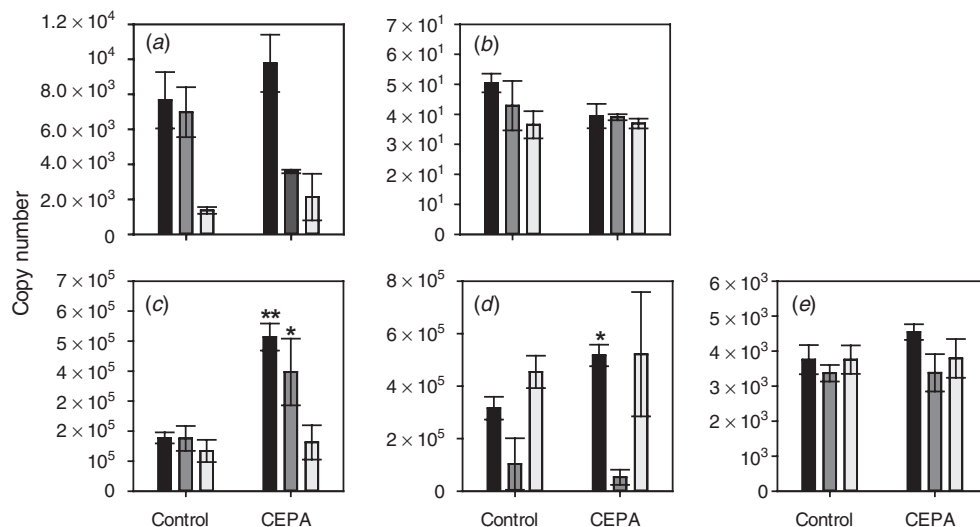 1.2 × 10⁴
10⁴
8.0 × 10³
6.0 × 10³
4.0 × 10³
2.0 × 10³
0
(a)
7 × 10¹
6 × 10¹
5 × 10¹
4 × 10¹
3 × 10¹
2 × 10¹
10¹
0
(b)
Copy number
7 × 10⁵
6 × 10⁵
5 × 10⁵
4 × 10⁵
2 × 10⁵
2 × 10⁵
10⁵
0
(c)
**
*
Control
CEPA
8 × 10⁵
6 × 10⁵
4 × 10⁵
2 × 10⁵
0
(d)
*
Control
CEPA
6 × 10³
5 × 10³
4 × 10³
3 × 10³
2 × 10³
10³
0
(e)
Control
CEPA